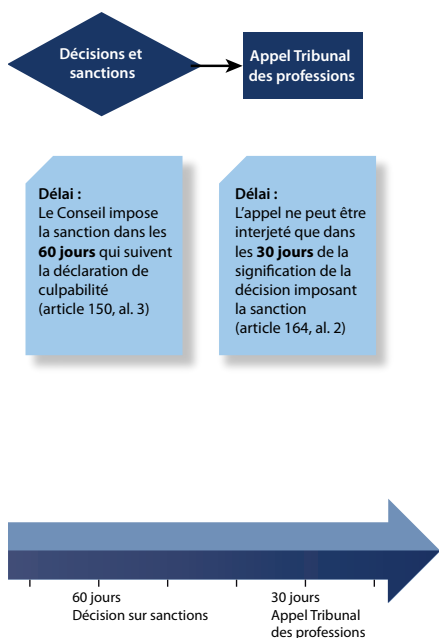 Décisions et
sanctions
Appel Tribunal
des professions
Délai :
Le Conseil impose
la sanction dans les
60 jours qui suivent
la déclaration de
culpabilité
(article 150, al. 3)
Délai :
L'appel ne peut être
interjeté que dans
les 30 jours de la
signification de la
décision imposant
la sanction
(article 164, al. 2)
60 jours
Décision sur sanctions
30 jours
Appel Tribunal
des professions